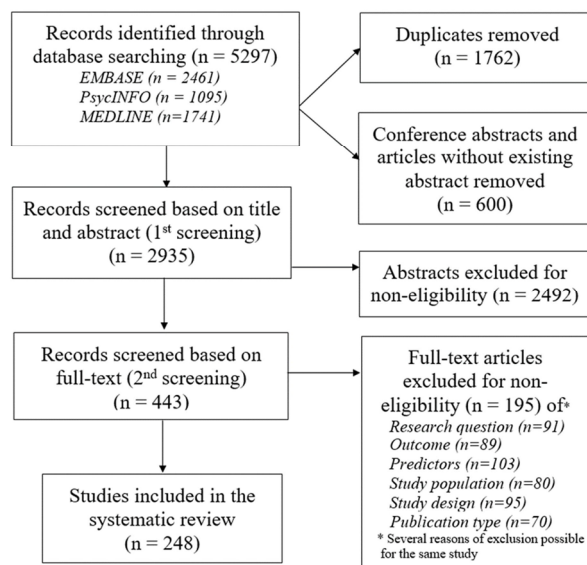 Records identified through
database searching (n = 5297)
EMBASE (n = 2461)
PsycINFO (n = 1095)
MEDLINE (n=1741)
Duplicates removed
(n = 1762)
Conference abstracts and
articles without existing
abstract removed
(n = 600)
Records screened based on title
and abstract (1st screening)
(n = 2935)
Abstracts excluded for
non-eligibility (n = 2492)
Records screened based on
full-text (2nd screening)
(n = 443)
Full-text articles
excluded for non-
eligibility (n = 195) of*
Research question (n=91)
Outcome (n=89)
Predictors (n=103)
Study population (n=80)
Study design (n=95)
Publication type (n=70)
* Several reasons of exclusion possible
for the same study
Studies included in the
systematic review
(n = 248)